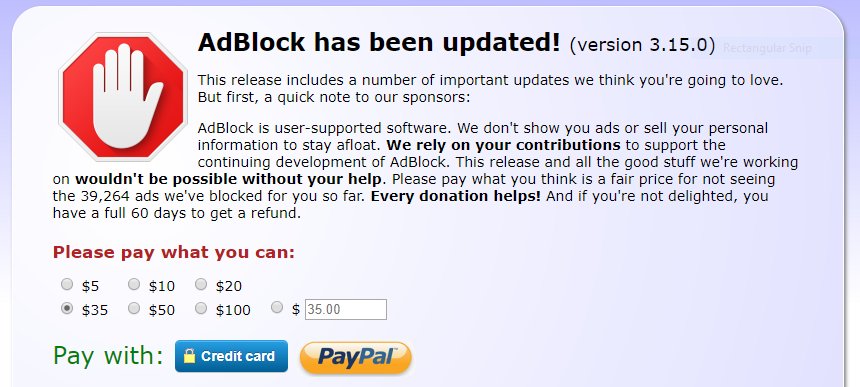 AdBlock has been updated! (version 3.15.0)
Rectangular Snip
This release includes a number of important updates we think you're going to love.
But first, a quick note to our sponsors:
AdBlock is user-supported software. We don't show you ads or sell your personal
information to stay afloat. We rely on your contributions to support the
continuing development of AdBlock. This release and all the good stuff we're working
on wouldn't be possible without your help. Please pay what you think is a fair price for not seeing
the 39,264 ads we've blocked for you so far. Every donation helps! And if you're not delighted, you
have a full 60 days to get a refund.
Please pay what you can:
$5 $10 $20
$35 $50 $100 $ 35.00
Pay with: Credit card PayPal™